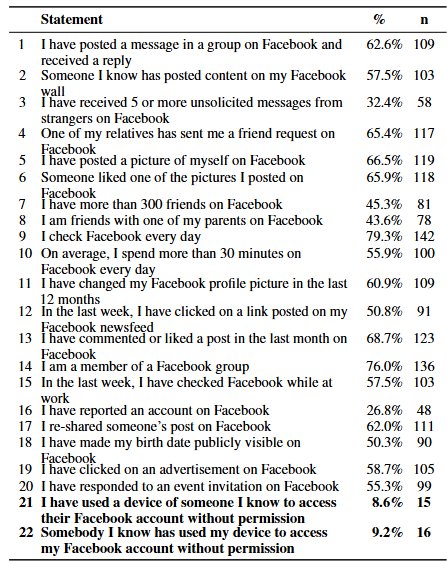 Statement % n
1 I have posted a message in a group on Facebook and 62.6% 109
received a reply
2 Someone I know has posted content on my Facebook 57.5% 103
wall
3 I have received 5 or more unsolicited messages from 32.4% 58
strangers on Facebook
4 One of my relatives has sent me a friend request on 65.4% 117
Facebook
5 I have posted a picture of myself on Facebook 66.5% 119
6 Someone liked one of the pictures I posted on 65.9% 118
Facebook
7 I have more than 300 friends on Facebook 45.3% 81
8 I am friends with one of my parents on Facebook 43.6% 78
9 I check Facebook every day 79.3% 142
10 On average, I spend more than 30 minutes on 55.9% 100
Facebook every day
11 I have changed my Facebook profile picture in the last 60.9% 109
12 months
12 In the last week, I have clicked on a link posted on my 50.8% 91
Facebook newsfeed
13 I have commented or liked a post in the last month on 68.7% 123
Facebook
14 I am a member of a Facebook group 76.0% 136
15 In the last week, I have checked Facebook while at 57.5% 103
work
16 I have reported an account on Facebook 26.8% 48
17 I re-shared someone's post on Facebook 62.0% 111
18 I have made my birth date publicly visible on 50.3% 90
Facebook
19 I have clicked on an advertisement on Facebook 58.7% 105
20 I have responded to an event invitation on Facebook 55.3% 99
21 I have used a device of someone I know to access 8.6% 15
their Facebook account without permission
22 Somebody I know has used my device to access 9.2% 16
my Facebook account without permission